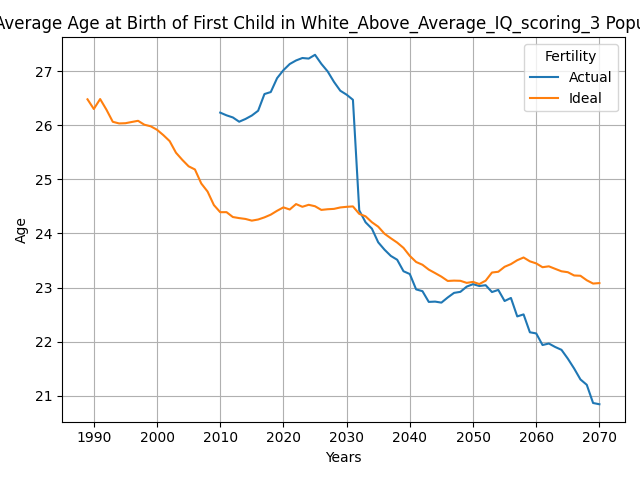 Average Age at Birth of First Child in White_Above_Average_IQ_scoring_3
Fertility
Actual
Ideal
Age
27
26
25
24
23
22
21
1990 2000 2010 2020 2030 2040 2050 2060 2070
Years